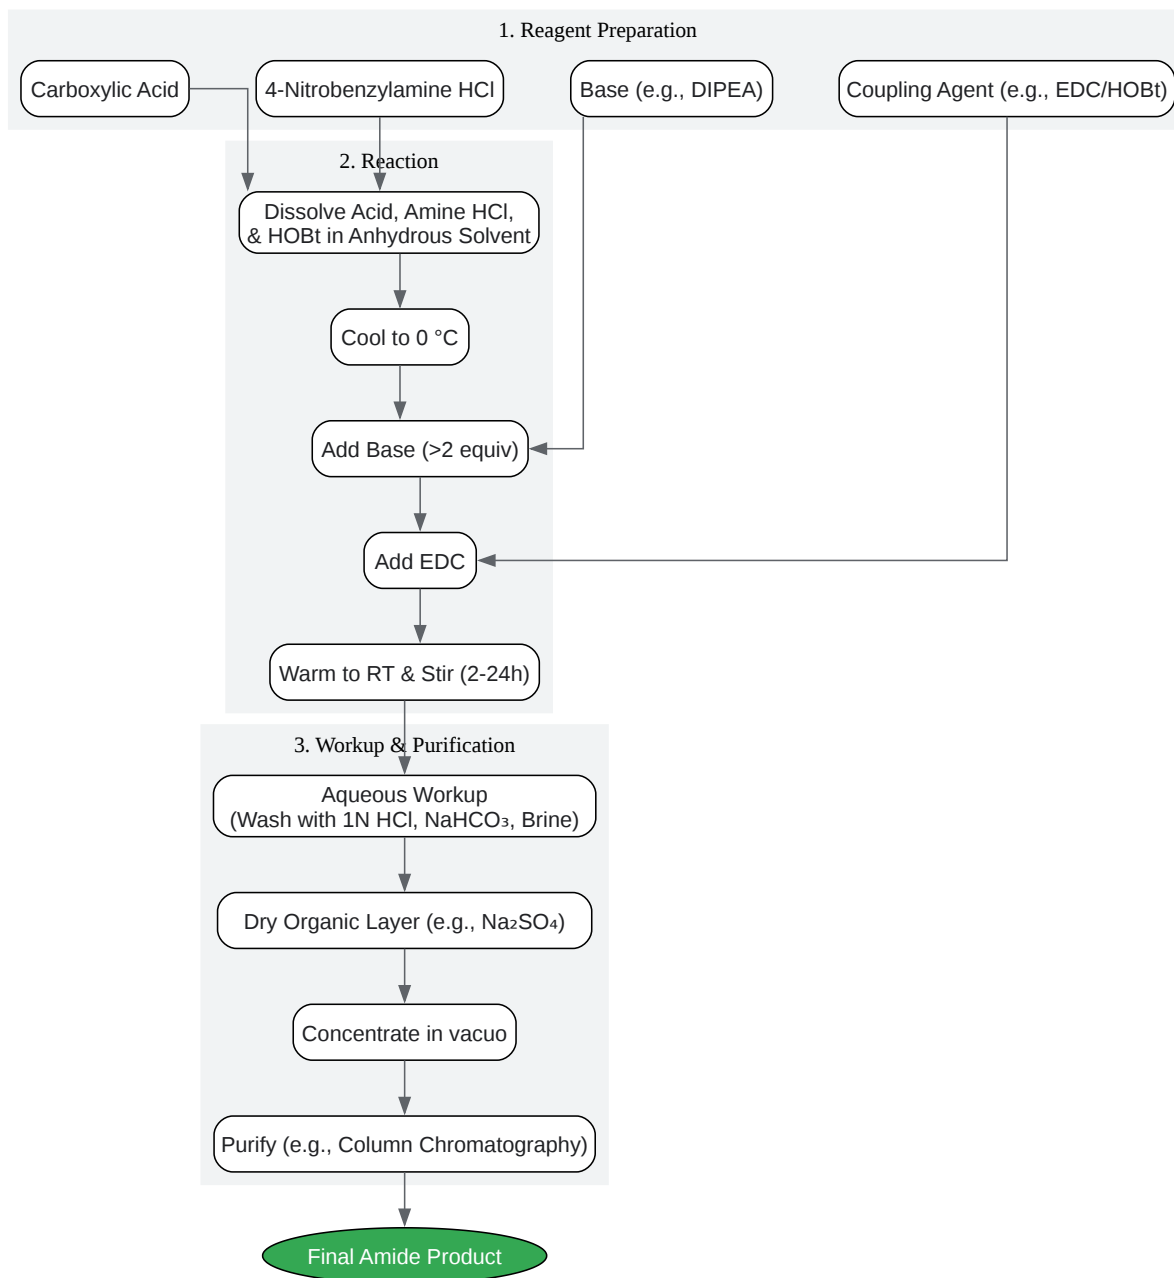 1. Reagent Preparation
Carboxylic Acid
4-Nitrobenzylamine HCl
Base (e.g., DIPEA)
Coupling Agent (e.g., EDC/HOBt)
2. Reaction
Dissolve Acid, Amine HCl,
& HOBt in Anhydrous Solvent
Cool to 0 °C
Add Base (>2 equiv)
Add EDC
Warm to RT & Stir (2-24h)
3. Workup & Purification
Aqueous Workup
(Wash with 1N HCl, NaHCO₃, Brine)
Dry Organic Layer (e.g., Na₂SO₄)
Concentrate in vacuo
Purify (e.g., Column Chromatography)
Final Amide Product